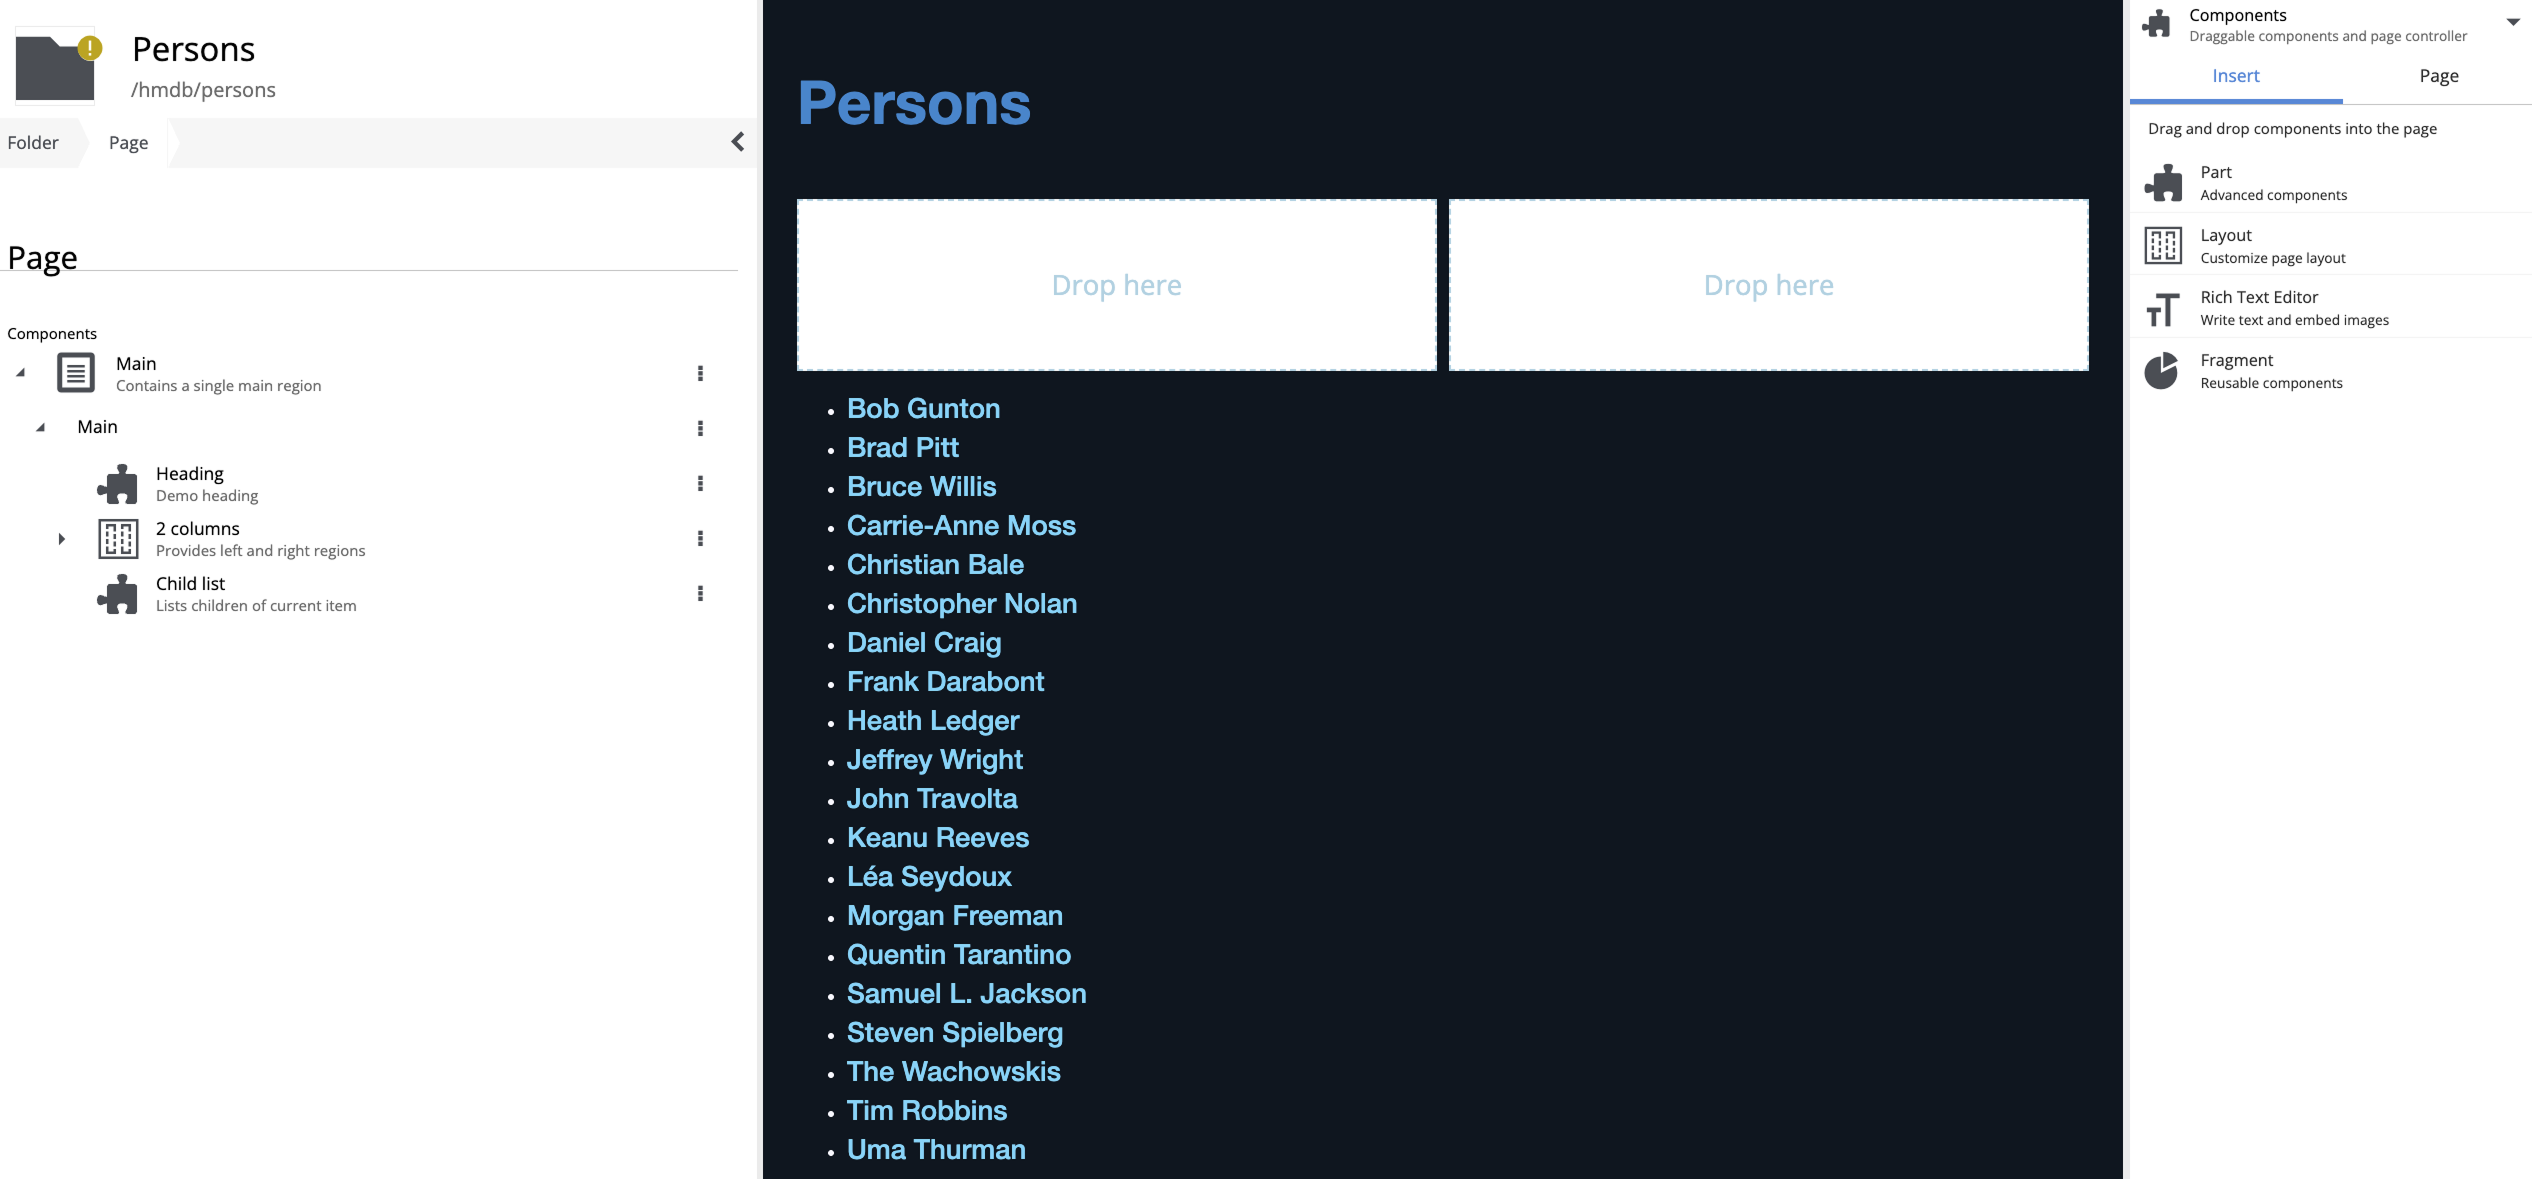 Persons
/hmdb/persons
Folder
Page
Page
Components
Main
Contains a single main region
Main
Heading
Demo heading
2 columns
Provides left and right regions
Child list
Lists children of current item
Persons
Drop here
Drop here
Bob Gunton
Brad Pitt
Bruce Willis
Carrie-Anne Moss
Christian Bale
Christopher Nolan
Daniel Craig
Frank Darabont
Heath Ledger
Jeffrey Wright
John Travolta
Keanu Reeves
Léa Seydoux
Morgan Freeman
Quentin Tarantino
Samuel L. Jackson
Steven Spielberg
The Wachowskis
Tim Robbins
Uma Thurman
Components
Draggable components and page controller
Insert
Page
Drag and drop components into the page
Part
Advanced components
Layout
Customize page layout
Rich Text Editor
Write text and embed images
Fragment
Reusable components